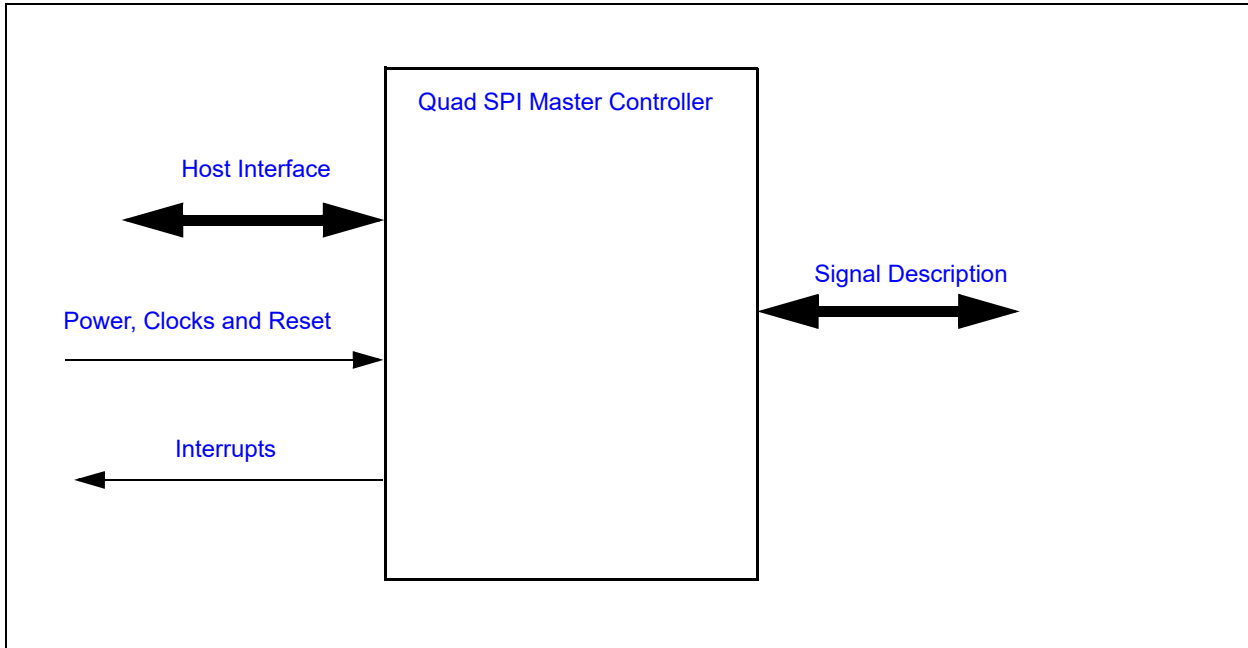 Quad SPI Master Controller
Host Interface
Signal Description
Power, Clocks and Reset
Interrupts